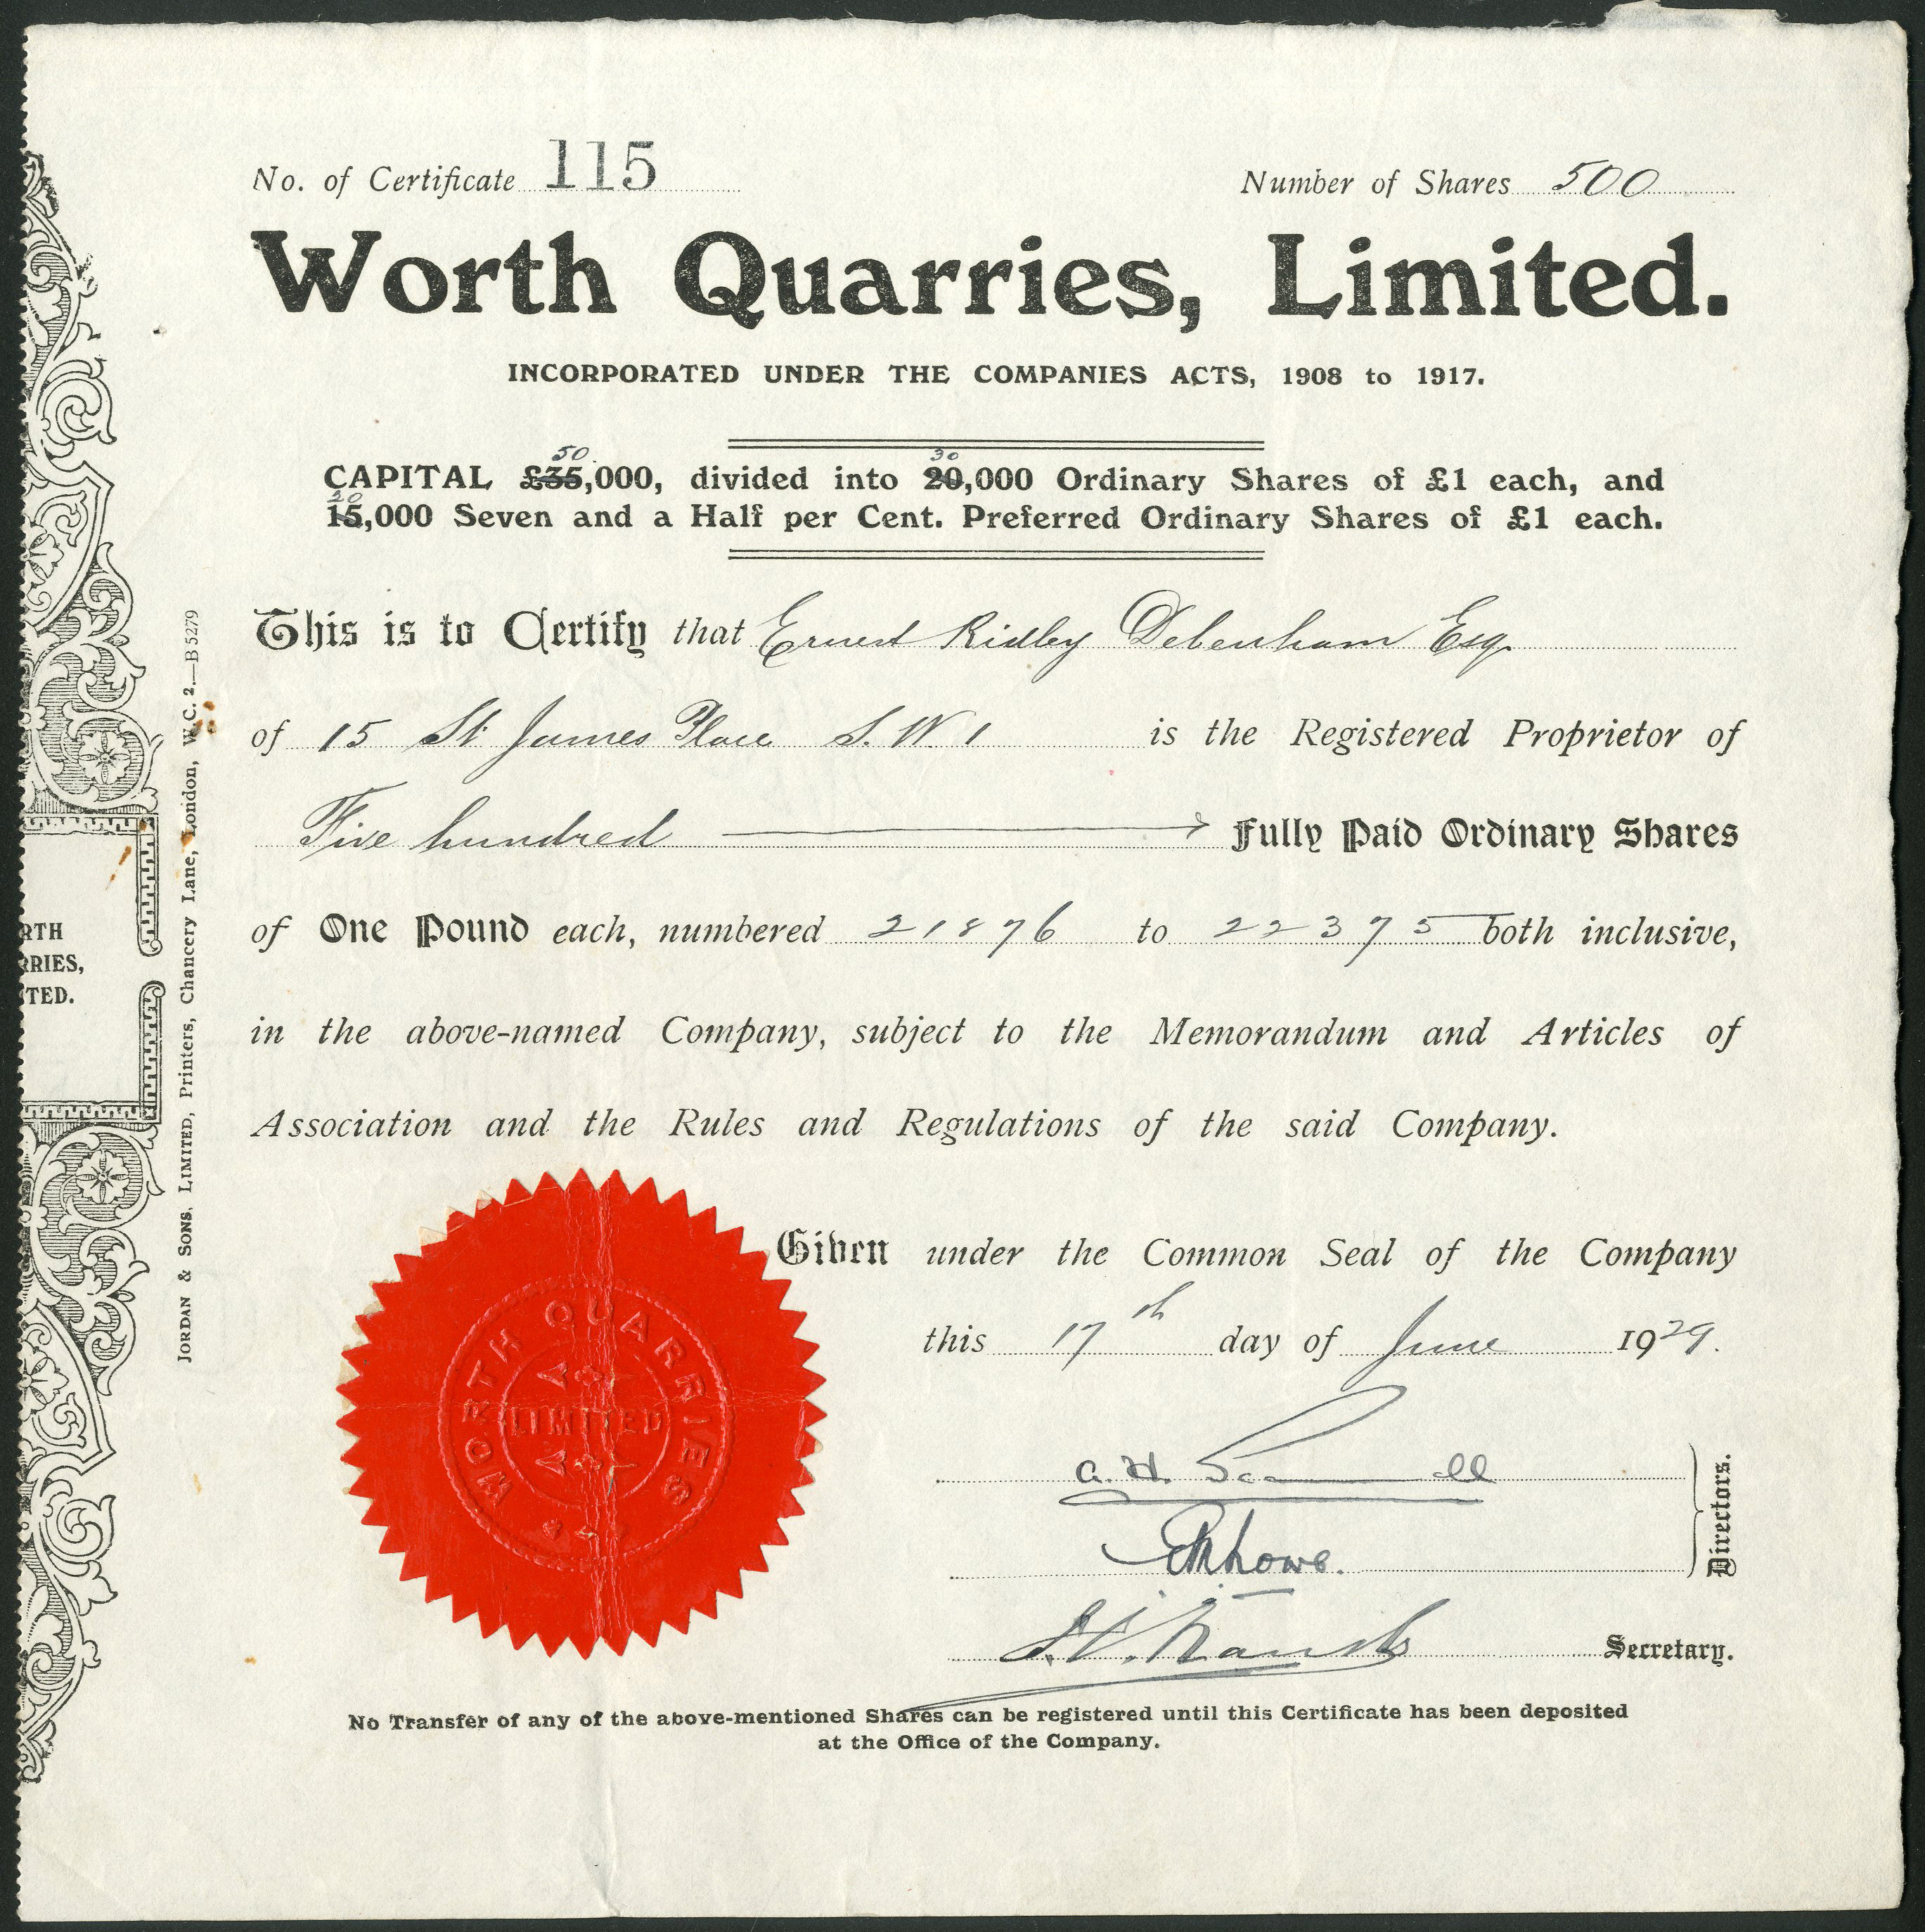 No. of Certificate 115
Number of Shares 500
Worth Quarries, Limited.
INCORPORATED UNDER THE COMPANIES ACTS, 1908 to 1917.
50 30
CAPITAL £35,000, divided into 20,000 Ordinary Shares of £1 each, and
20
15,000 Seven and a Half per Cent. Preferred Ordinary Shares of £1 each.
This is to Certify that Ernest Ridley Debenham Esq.
of 15 St. James Place S.W.1 is the Registered Proprietor of
Five hundred Fully Paid Ordinary Shares
of One Pound each, numbered 21876 to 22375 both inclusive,
in the above-named Company, subject to the Memorandum and Articles of
Association and the Rules and Regulations of the said Company.
Given under the Common Seal of the Company
this 17th day of June 1929.
A. H.
Directors.
Secretary.
No Transfer of any of the above-mentioned Shares can be registered until this Certificate has been deposited
at the Office of the Company.
WORTH QUARRIES
LIMITED
JORDAN & SONS, LIMITED, Printers, Chancery Lane, London, W.C. 2.—B5279
RTH
RRIES,
TED.